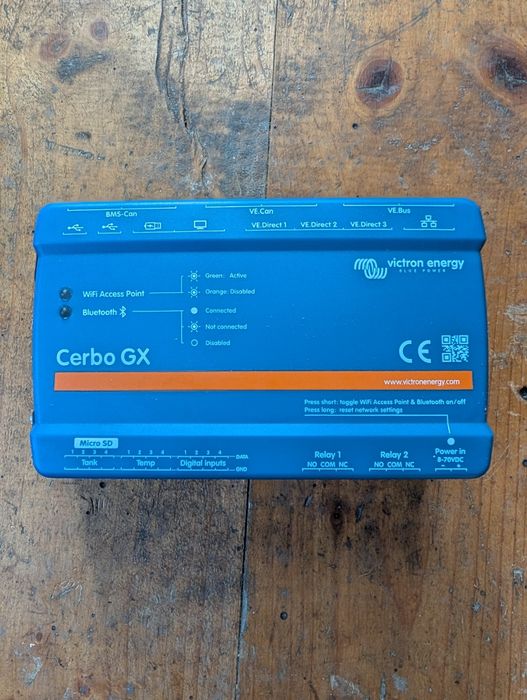 BMS-Can
VE.Can
VE.Bus
VE.Direct 1
VE.Direct 2
VE.Direct 3
victron energy
BLUE POWER
WiFi Access Point
Green: Active
Orange: Disabled
Bluetooth
Connected
Not connected
Disabled
Cerbo GX
CE
www.victronenergy.com
Press short: toggle WiFi Access Point & Bluetooth on/off
Press long: reset network settings
Micro SD
1 2 3 4
1 2 3 4
1 2 3 4
DATA
Tank
Temp
Digital inputs
GND
Relay 1
NO COM NC
Relay 2
NO COM NC
Power in
8-70VDC
− +